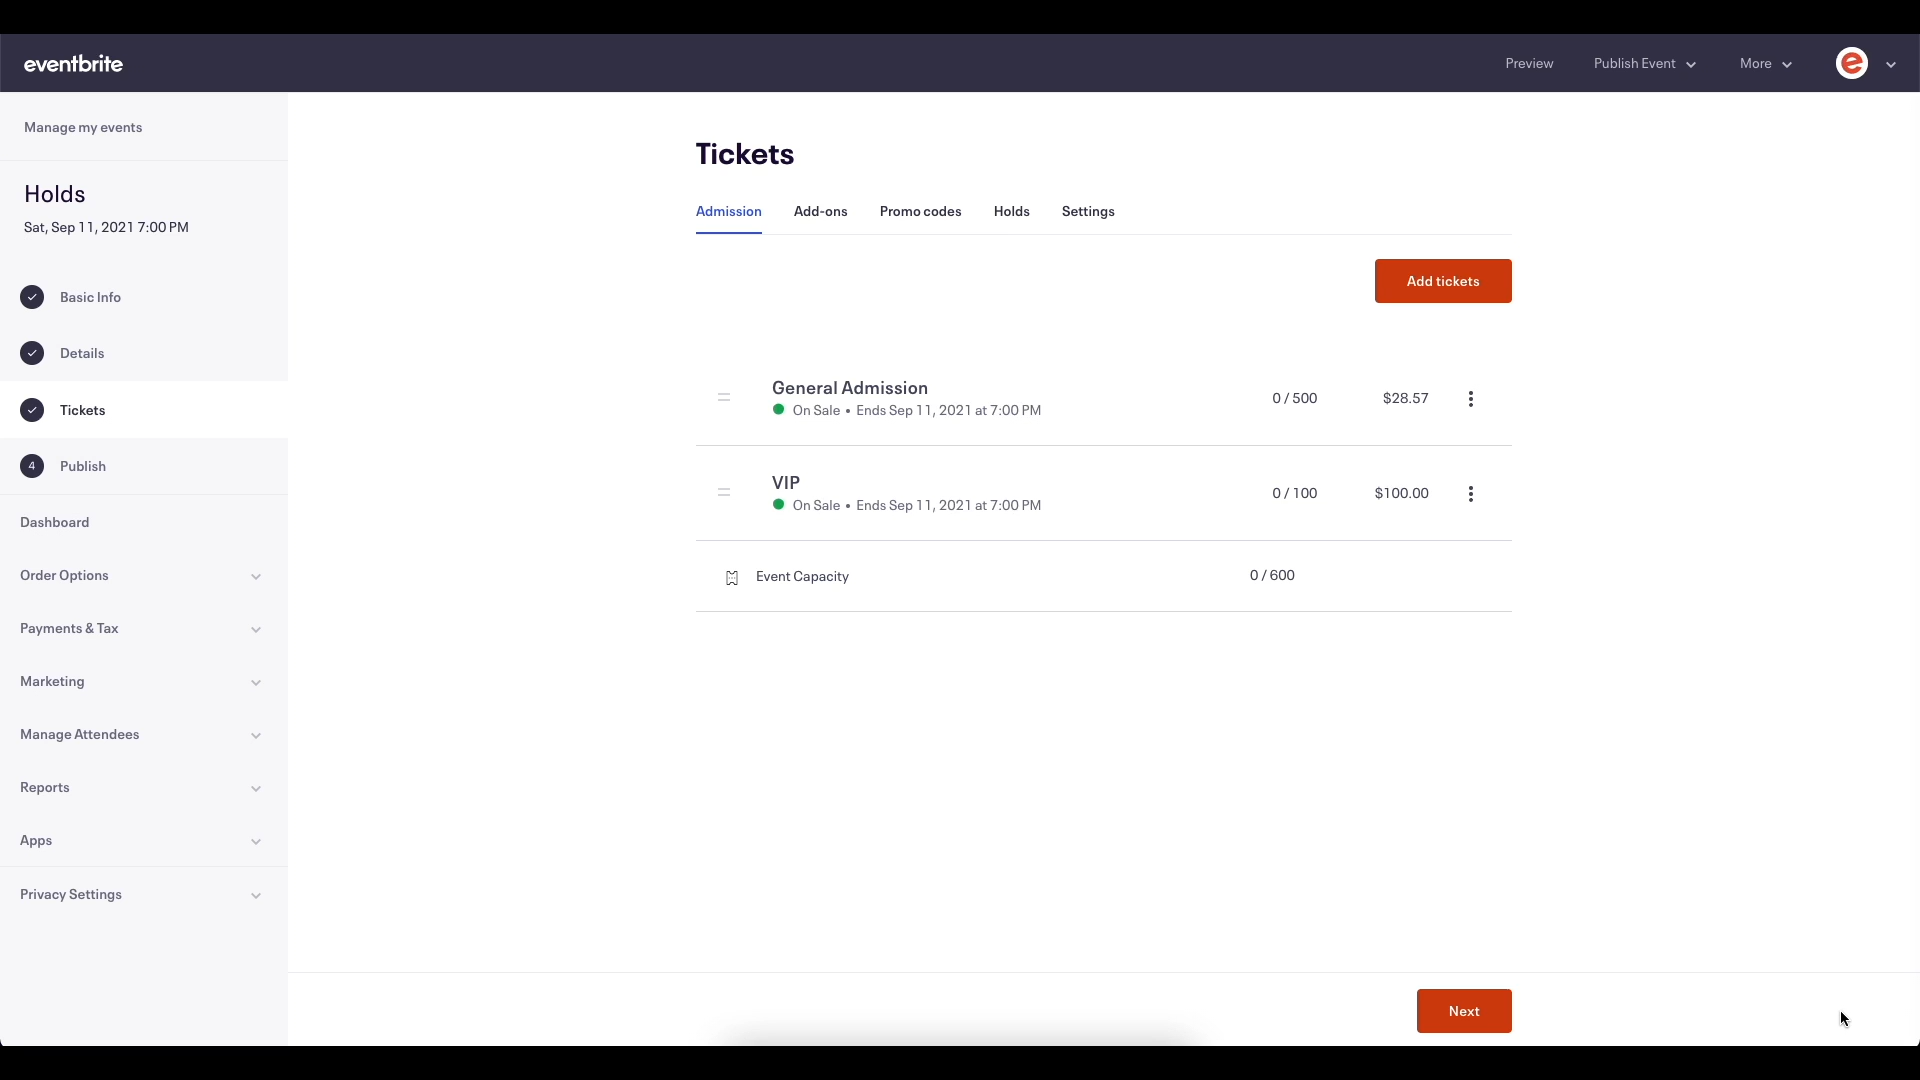 eventbrite
Preview
Publish Event
More
Manage my events
Holds
Sat, Sep 11, 2021 7:00 PM
Basic Info
Details
Tickets
4 Publish
Dashboard
Order Options
Payments & Tax
Marketing
Manage Attendees
Reports
Apps
Privacy Settings
Tickets
Admission
Add-ons
Promo codes
Holds
Settings
Add tickets
General Admission
On Sale • Ends Sep 11, 2021 at 7:00 PM
0 / 500
$28.57
VIP
On Sale • Ends Sep 11, 2021 at 7:00 PM
0 / 100
$100.00
Event Capacity
0 / 600
Next